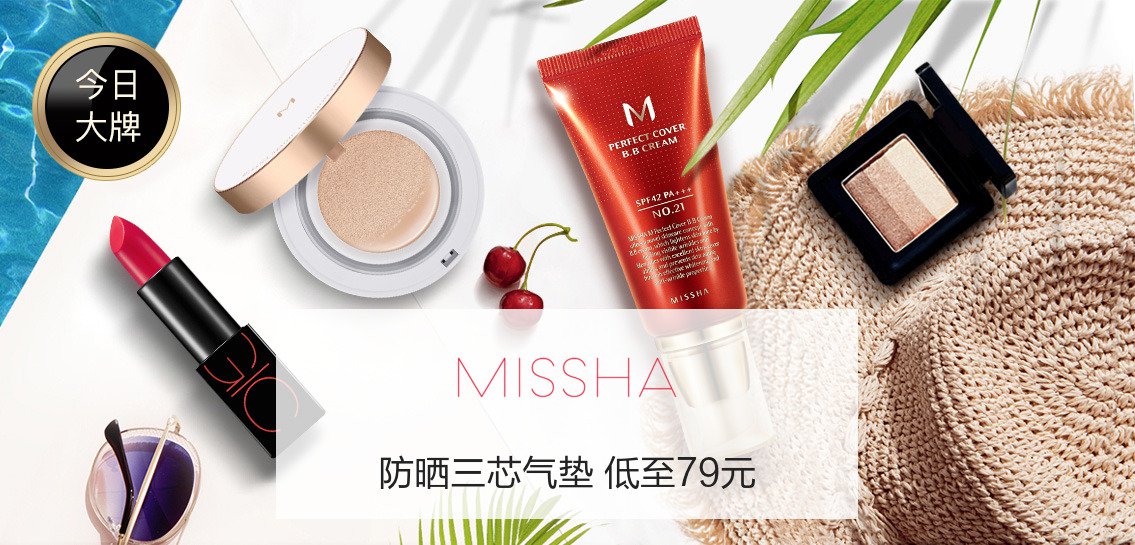 今日
大牌
M
PERFECT COVER
B.B CREAM
SPF42 PA+++
NO.21
MISSHA
MISSHA
防晒三芯气垫 低至79元